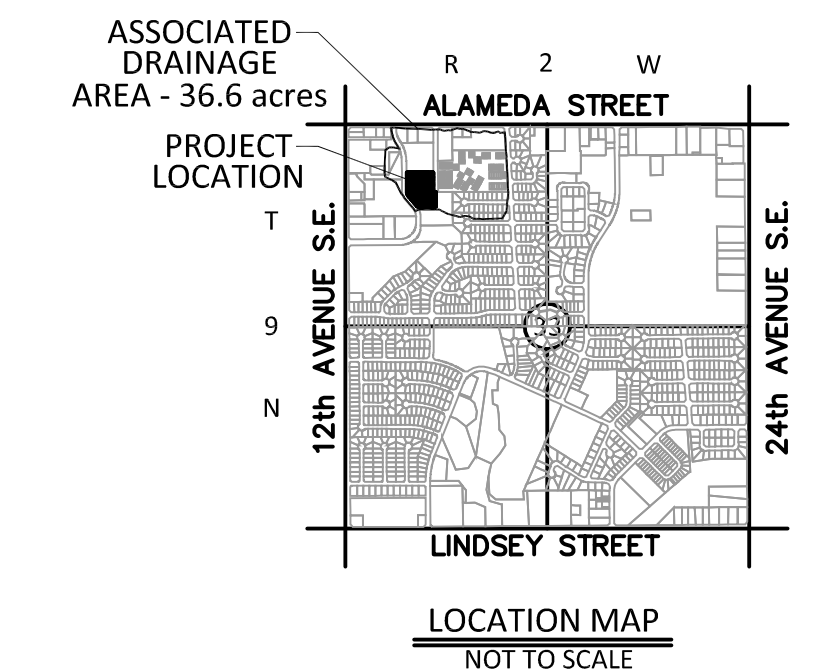 ASSOCIATED
DRAINAGE
AREA - 36.6 acres
R 2 W
ALAMEDA STREET
PROJECT
LOCATION
T
9
N
12th AVENUE S.E.
33
24th AVENUE S.E.
LINDSEY STREET
LOCATION MAP
NOT TO SCALE